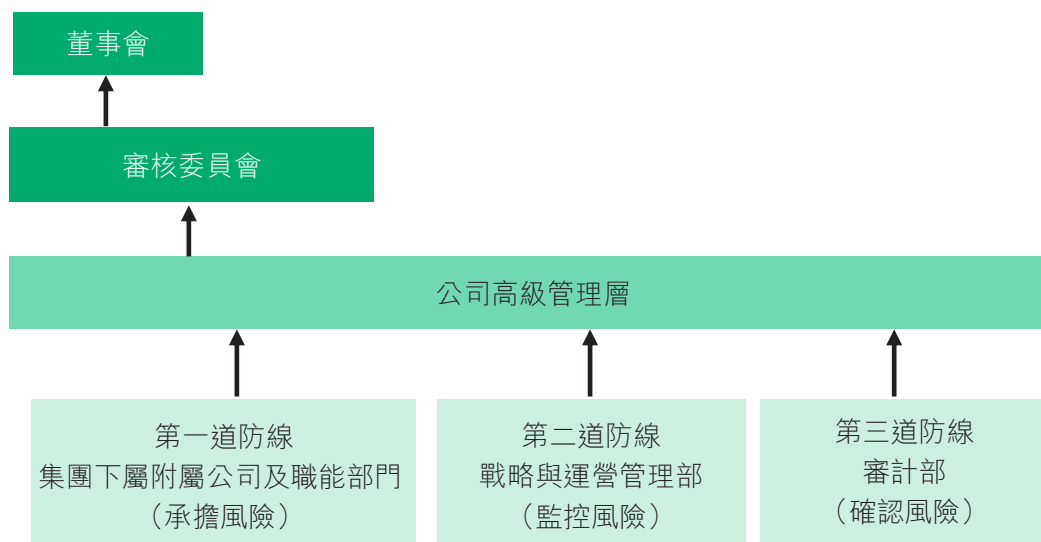 董事會
審核委員會
公司高級管理層
第一道防線
集團下屬附屬公司及職能部門
（承擔風險）
第二道防線
戰略與運營管理部
（監控風險）
第三道防線
審計部
（確認風險）